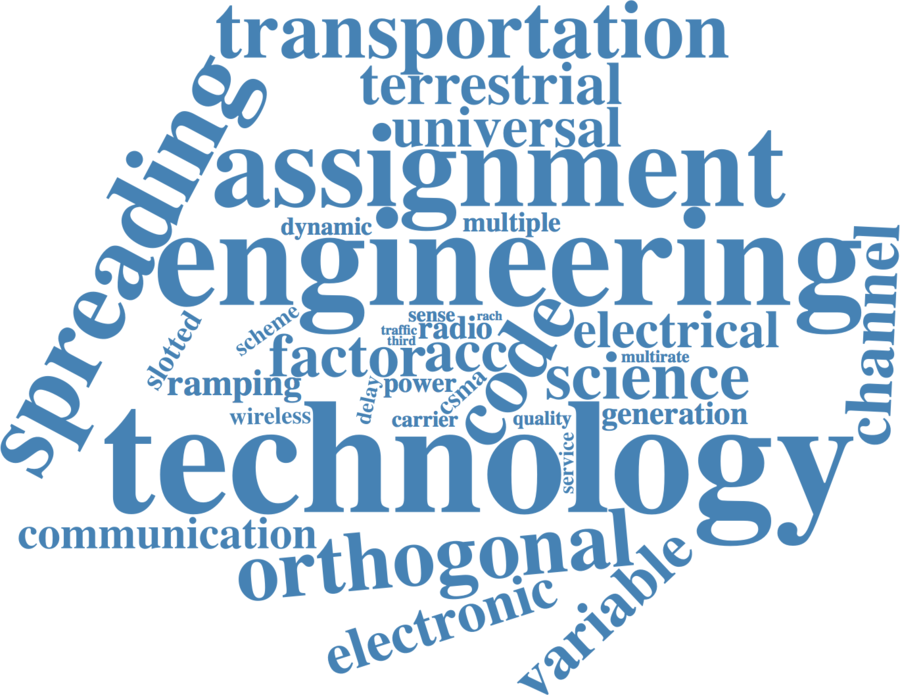 transportation
terrestrial
universal
spreading
assignment
dynamic
multiple
engineering
channel
scheme
sense
rach
slotted
traffic
radio
third
code
electrical
factor
acc
multirate
ramping
delay
power
csma
science
wireless
carrier
quality
generation
technology
service
communication
orthogonal
electronic
variable